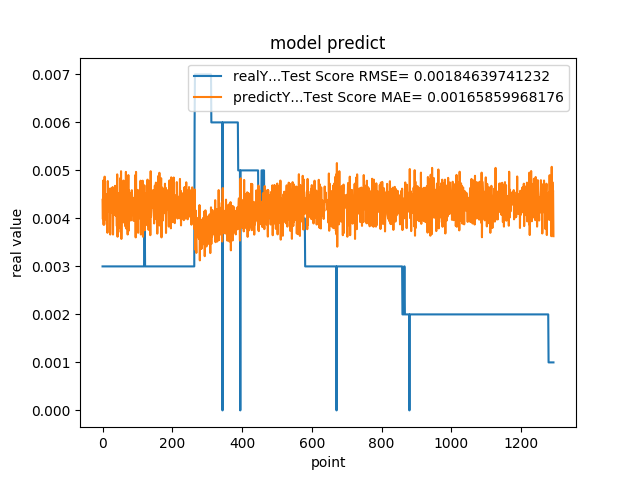 model predict
realY...Test Score RMSE= 0.00184639741232
predictY...Test Score MAE= 0.00165859968176
0.007
0.006
0.005
0.004
0.003
0.002
0.001
0.000
real value
0 200 400 600 800 1000 1200
point